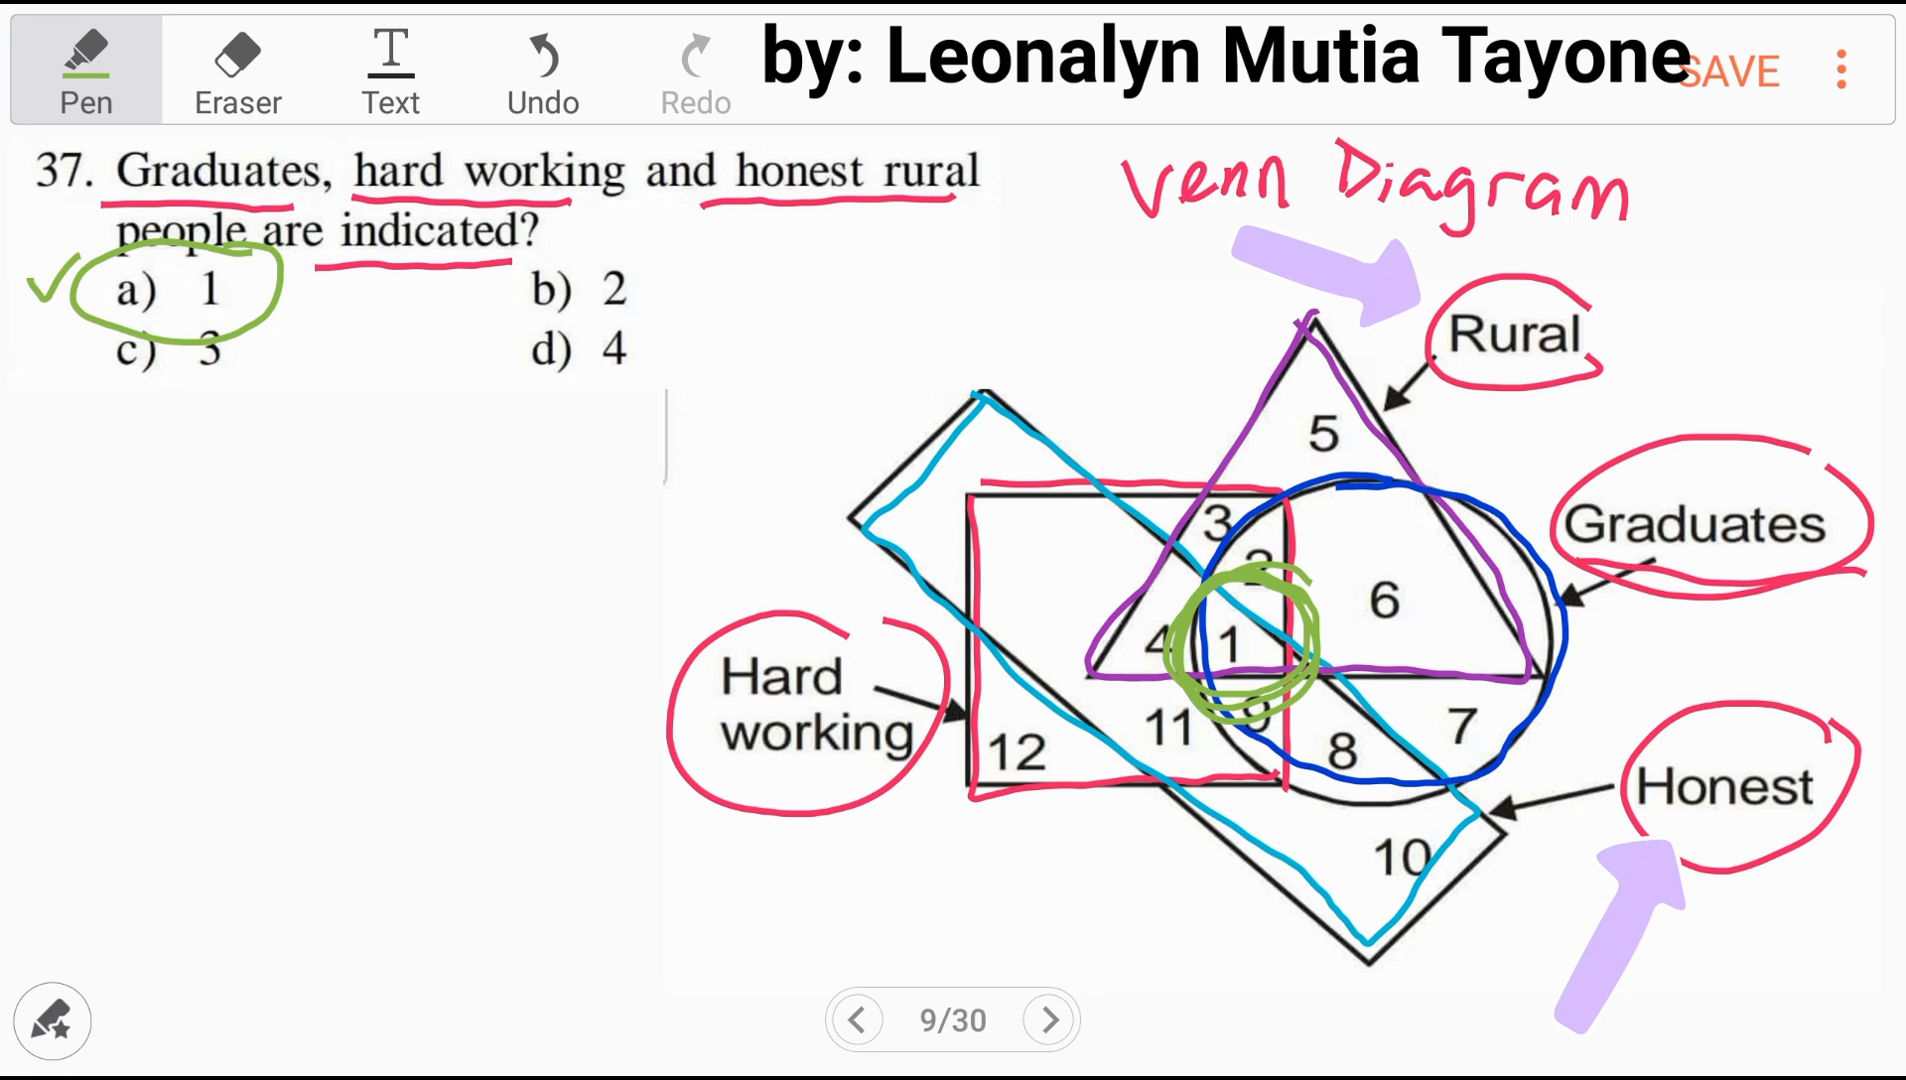 by: Leonalyn Mutia Tayone
SAVE
Pen
Eraser
Text
Undo
Redo
37. Graduates, hard working and honest rural
people are indicated?
a) 1
b) 2
c) 3
d) 4
Venn Diagram
Rural
5
Graduates
3
2
6
4
1
Hard
working
12
11
9
8
7
Honest
10
9/30